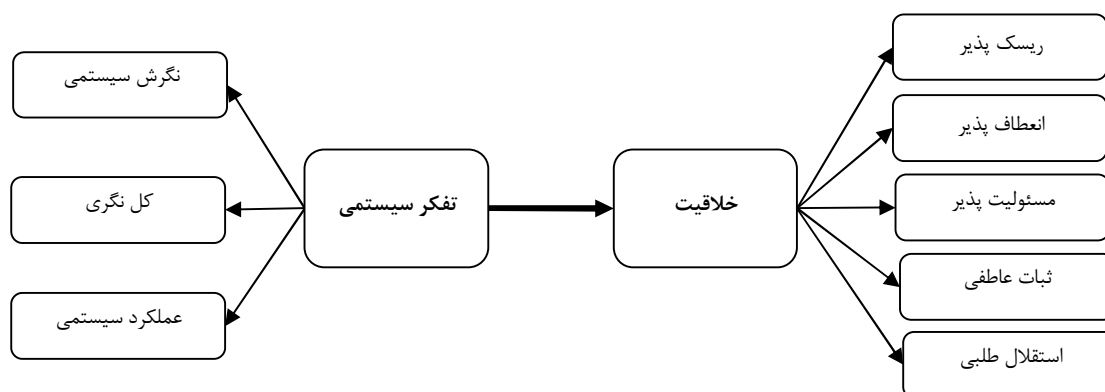 ریسک پذیر
نگرش سیستمی
انعطاف پذیر
تفکر سیستمی
خلاقیت
کل نگری
مسئولیت پذیر
ثبات عاطفی
عملکرد سیستمی
استقلال طلبی